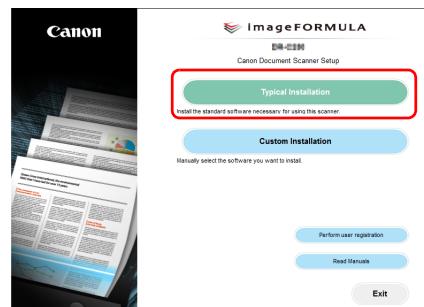 Canon
imageFORMULA
Canon Document Scanner Setup
Typical Installation
Install the standard software necessary for using this scanner.
Custom Installation
Manually select the software you want to install.
Perform user registration
Read Manuals
Exit